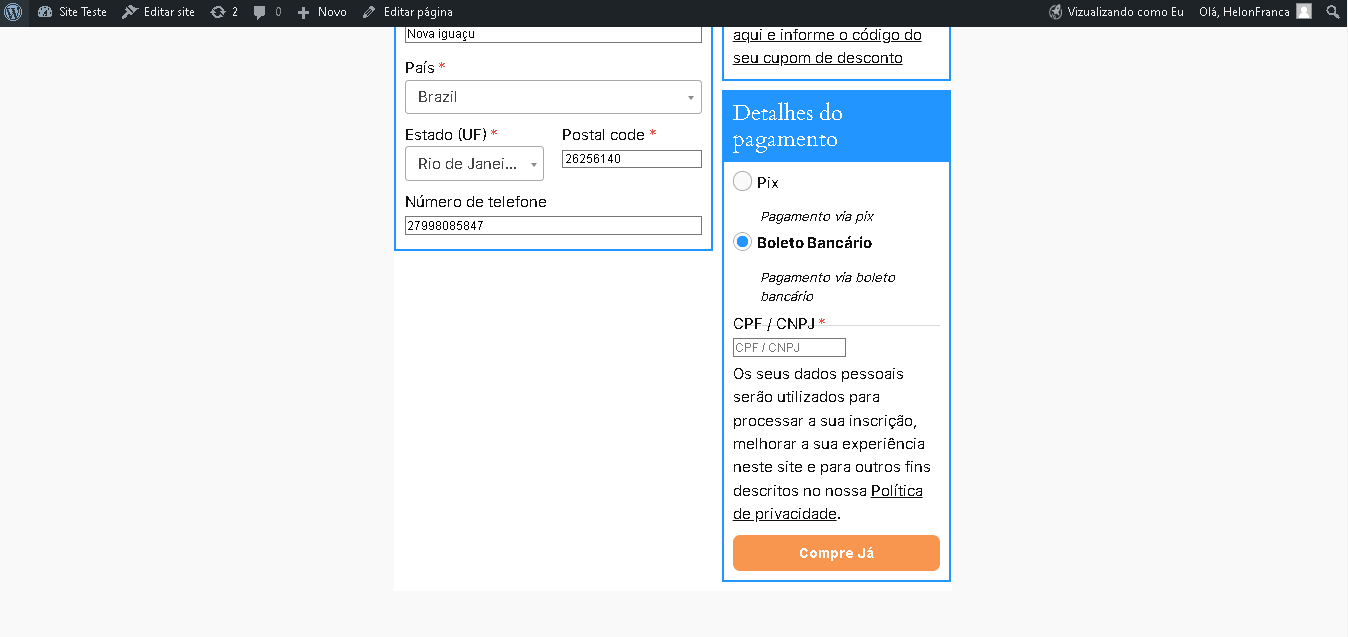 Site Teste
Editar site
2
0
Novo
Editar página
Vizualizando como Eu
Olá, HelonFranca
Nova iguaçu
País *
Brazil
Estado (UF) *
Postal code *
Rio de Janei...
26256140
Número de telefone
27998085847
aqui e informe o código do
seu cupom de desconto
Detalhes do
pagamento
Pix
Pagamento via pix
Boleto Bancário
Pagamento via boleto
bancário
CPF / CNPJ *
CPF / CNPJ
Os seus dados pessoais
serão utilizados para
processar a sua inscrição,
melhorar a sua experiência
neste site e para outros fins
descritos no nossa Política
de privacidade.
Compre Já